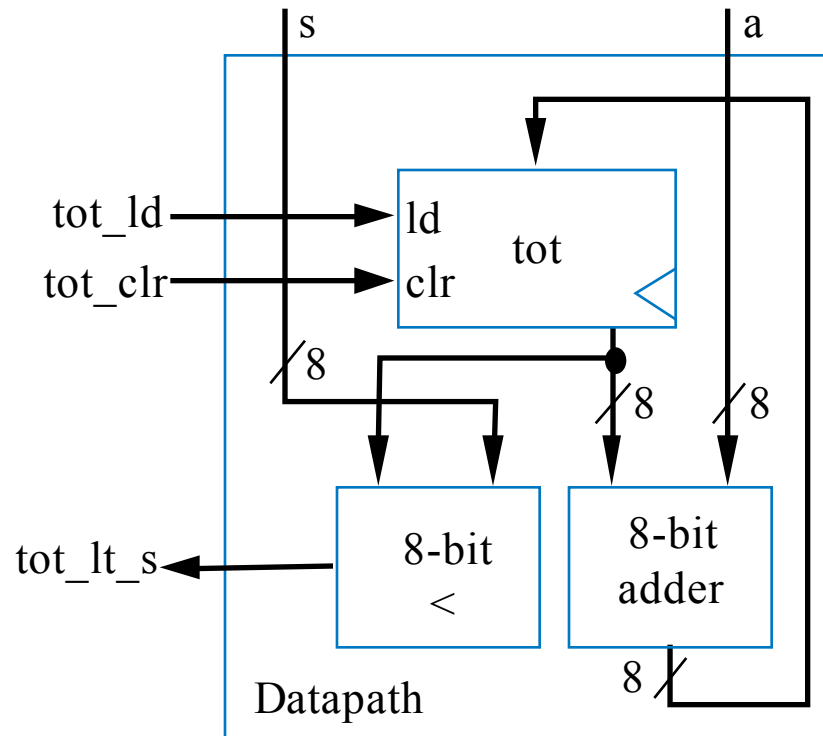 s
a
tot_ld
ld
tot
tot_clr
clr
8
8
8
8-bit
<
8-bit
adder
tot_lt_s
8
Datapath